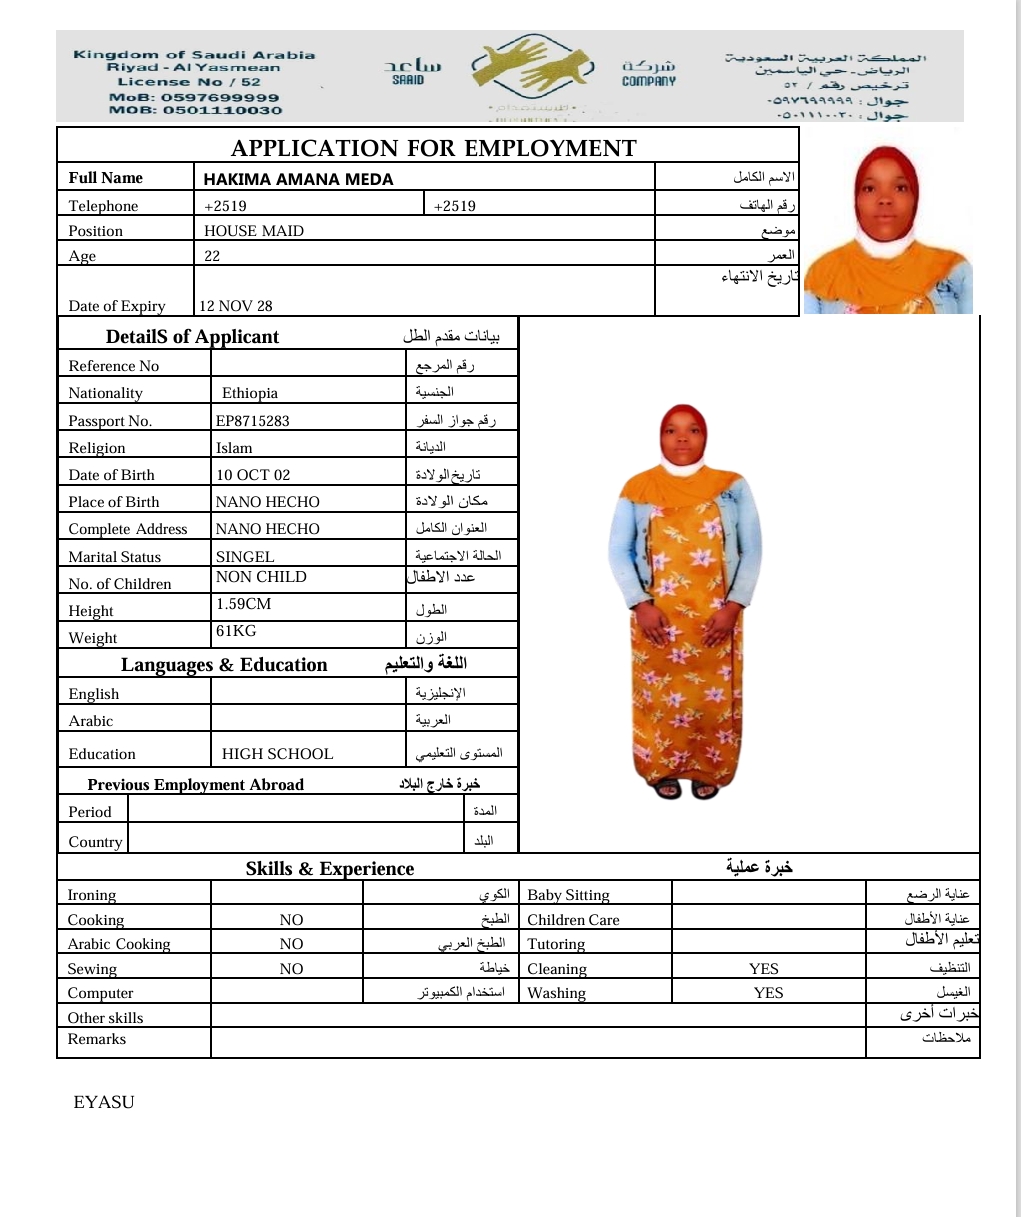 Kingdom of Saudi Arabia
Riyad - Al Yasmean
License No / 52
MoB: 0597699999
MOB: 0501110030
ساعد
SAAID
شركة
COMPANY
للاستقدام
المملكة العربية السعودية
الرياض - حي الياسمين
ترخيص رقم / ٥٢
جوال : ٠٥٩٧٦٩٩٩٩٩
جوال : ٠٥٠١١١٠٠٣٠
APPLICATION FOR EMPLOYMENT
Full Name HAKIMA AMANA MEDA الاسم الكامل
Telephone +2519 +2519 رقم الهاتف
Position HOUSE MAID موضع
Age 22 العمر
تاريخ الانتهاء
Date of Expiry 12 NOV 28
DetailS of Applicant بيانات مقدم الطل
Reference No رقم المرجع
Nationality Ethiopia الجنسية
Passport No. EP8715283 رقم جواز السفر
Religion Islam الديانة
Date of Birth 10 OCT 02 تاريخ الولادة
Place of Birth NANO HECHO مكان الولادة
Complete Address NANO HECHO العنوان الكامل
Marital Status SINGEL الحالة الاجتماعية
No. of Children NON CHILD عدد الاطفال
Height 1.59CM الطول
Weight 61KG الوزن
Languages & Education اللغة والتعليم
English الإنجليزية
Arabic العربية
Education HIGH SCHOOL المستوى التعليمي
Previous Employment Abroad خبرة خارج البلاد
Period المدة
Country البلد
Skills & Experience خبرة عملية
Ironing الكوي Baby Sitting عناية الرضع
Cooking NO الطبخ Children Care عناية الأطفال
Arabic Cooking NO الطبخ العربي Tutoring تعليم الأطفال
Sewing NO خياطة Cleaning YES التنظيف
Computer استخدام الكمبيوتر Washing YES الغيسل
Other skills خبرات أخرى
Remarks ملاحظات
EYASU